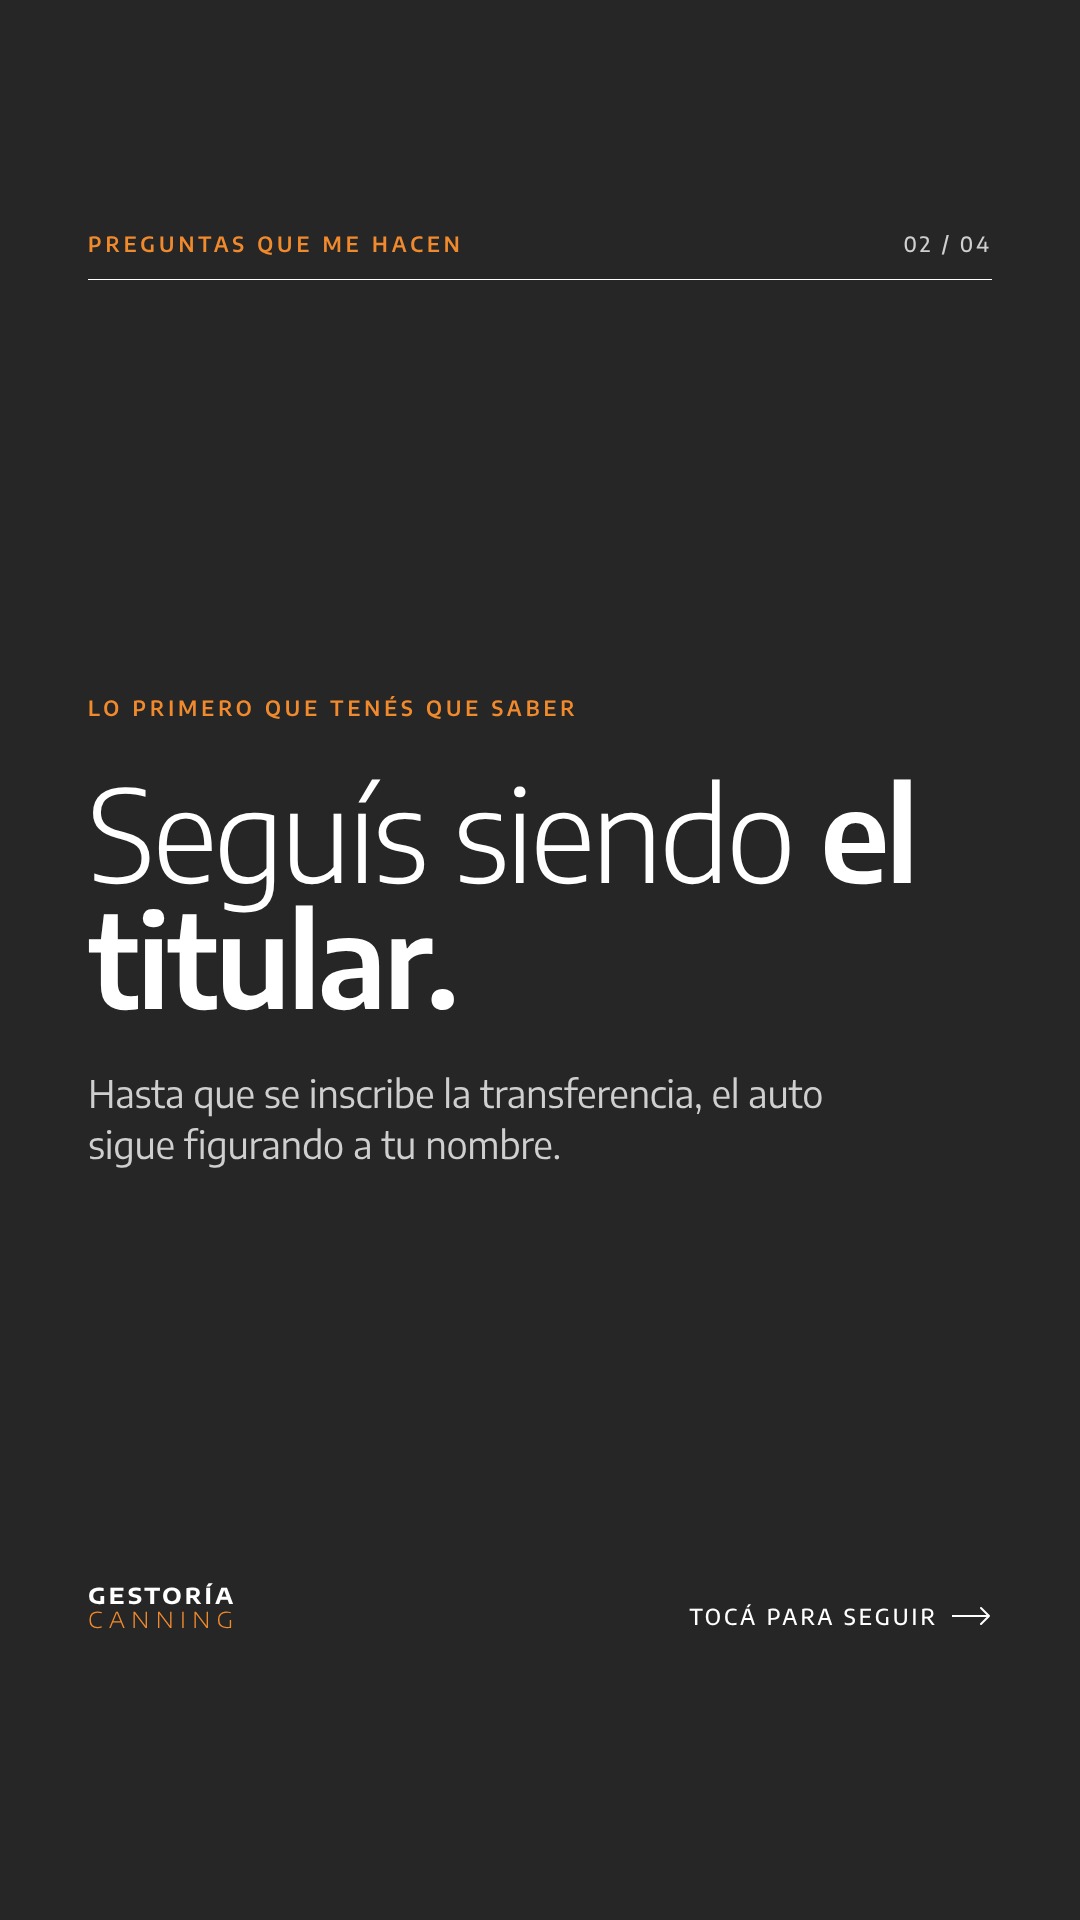 PREGUNTAS QUE ME HACEN
02 / 04
LO PRIMERO QUE TENÉS QUE SABER
Seguís siendo el
titular.
Hasta que se inscribe la transferencia, el auto
sigue figurando a tu nombre.
GESTORÍA
CANNING
TOCÁ PARA SEGUIR